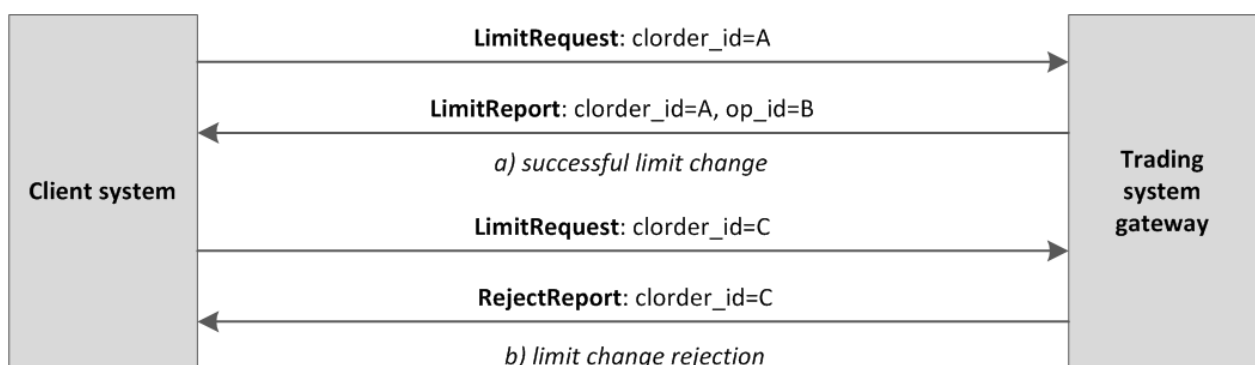 LimitRequest: clorder_id=A
LimitReport: clorder_id=A, op_id=B
a) successful limit change
Client system
Trading
system
gateway
LimitRequest: clorder_id=C
RejectReport: clorder_id=C
b) limit change rejection